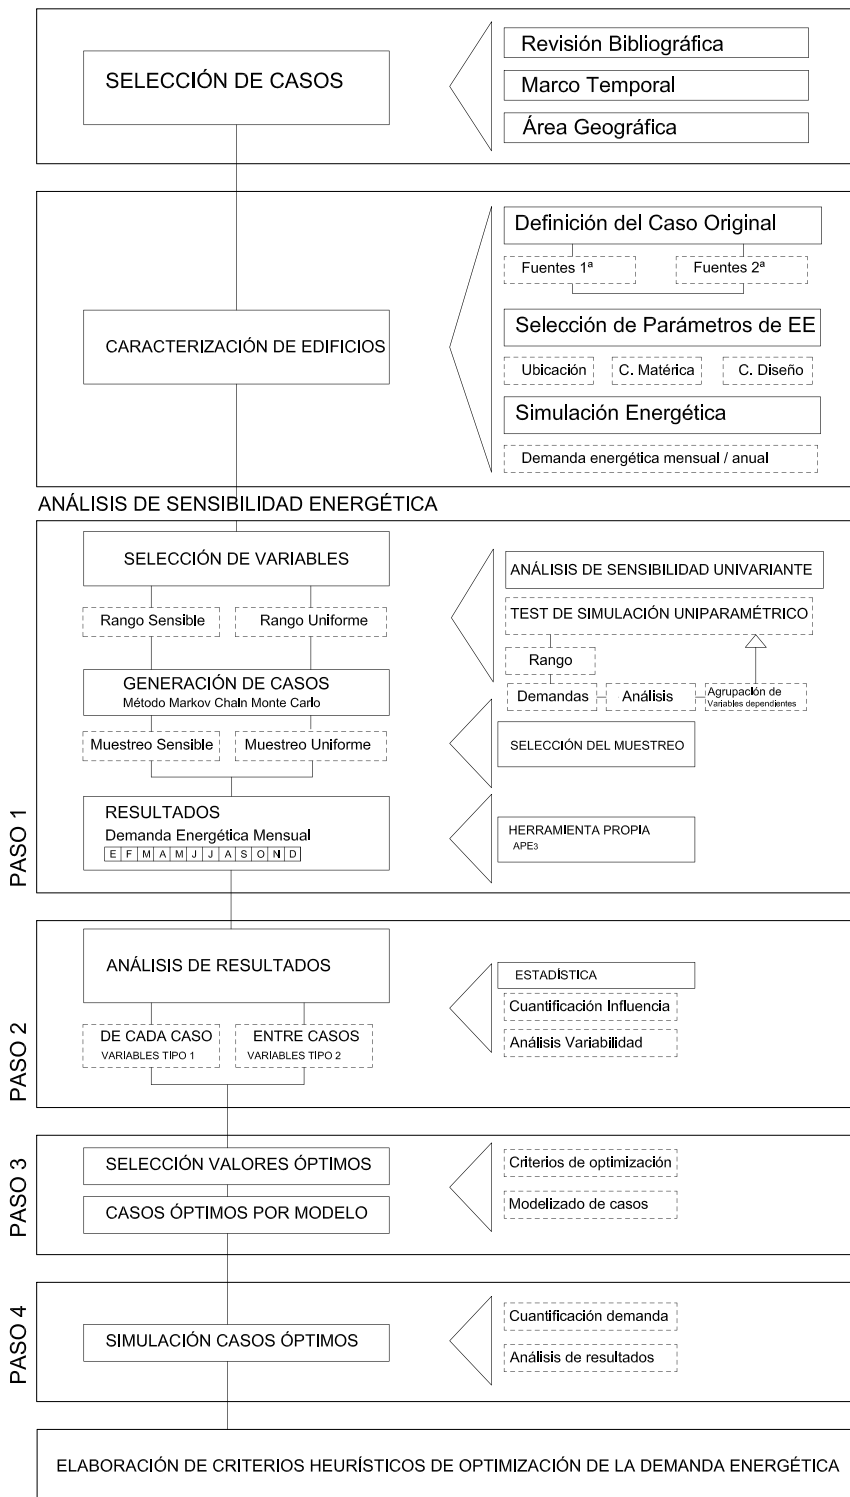 SELECCIÓN DE CASOS
Revisión Bibliográfica
Marco Temporal
Área Geográfica
CARACTERIZACIÓN DE EDIFICIOS
Definición del Caso Original
Fuentes 1ª
Fuentes 2ª
Selección de Parámetros de EE
Ubicación
C. Matérica
C. Diseño
Simulación Energética
Demanda energética mensual / anual
ANÁLISIS DE SENSIBILIDAD ENERGÉTICA
PASO 1
SELECCIÓN DE VARIABLES
Rango Sensible
Rango Uniforme
GENERACIÓN DE CASOS
Método Markov Chain Monte Carlo
Muestreo Sensible
Muestreo Uniforme
RESULTADOS
Demanda Energética Mensual
E F M A M J J A S O N D
ANÁLISIS DE SENSIBILIDAD UNIVARIANTE
TEST DE SIMULACIÓN UNIPARAMÉTRICO
Rango
Demandas
Análisis
Agrupación de
Variables dependientes
SELECCIÓN DEL MUESTREO
HERRAMIENTA PROPIA
APE3
PASO 2
ANÁLISIS DE RESULTADOS
DE CADA CASO
VARIABLES TIPO 1
ENTRE CASOS
VARIABLES TIPO 2
ESTADÍSTICA
Cuantificación Influencia
Análisis Variabilidad
PASO 3
SELECCIÓN VALORES ÓPTIMOS
CASOS ÓPTIMOS POR MODELO
Criterios de optimización
Modelizado de casos
PASO 4
SIMULACIÓN CASOS ÓPTIMOS
Cuantificación demanda
Análisis de resultados
ELABORACIÓN DE CRITERIOS HEURÍSTICOS DE OPTIMIZACIÓN DE LA DEMANDA ENERGÉTICA